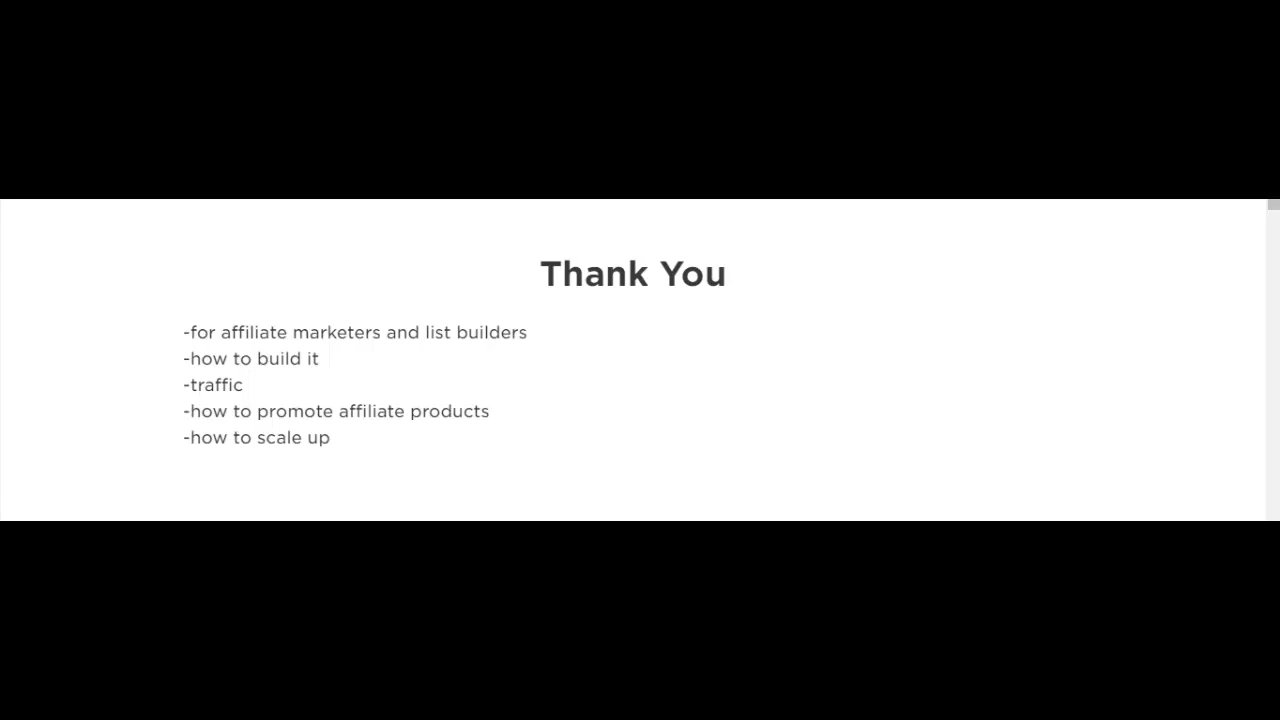 Thank You
-for affiliate marketers and list builders
-how to build it
-traffic
-how to promote affiliate products
-how to scale up